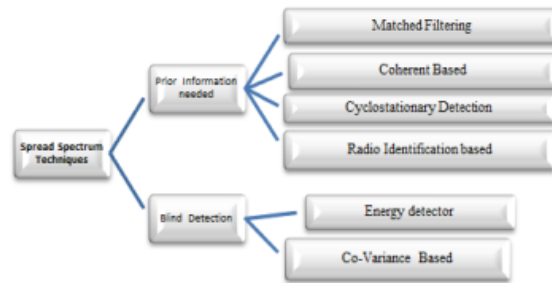 Spread Spectrum
Techniques
Prior Information
needed
Matched Filtering
Coherent Based
Cyclostationary Detection
Radio Identification based
Blind Detection
Energy detector
Co-Variance Based